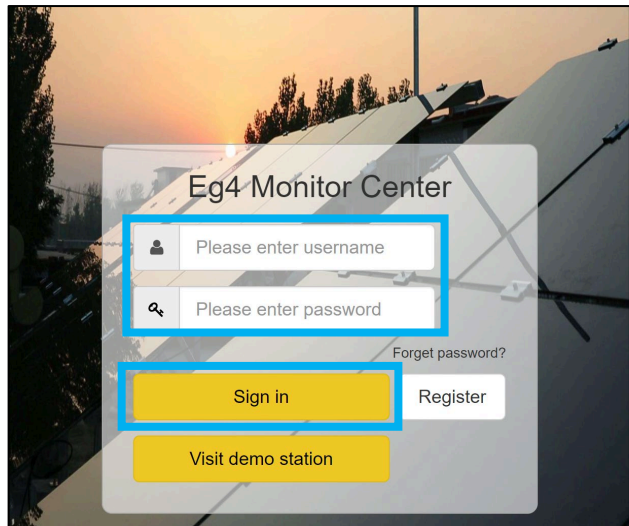 Eg4 Monitor Center
Please enter username
Please enter password
Forget password?
Sign in
Register
Visit demo station